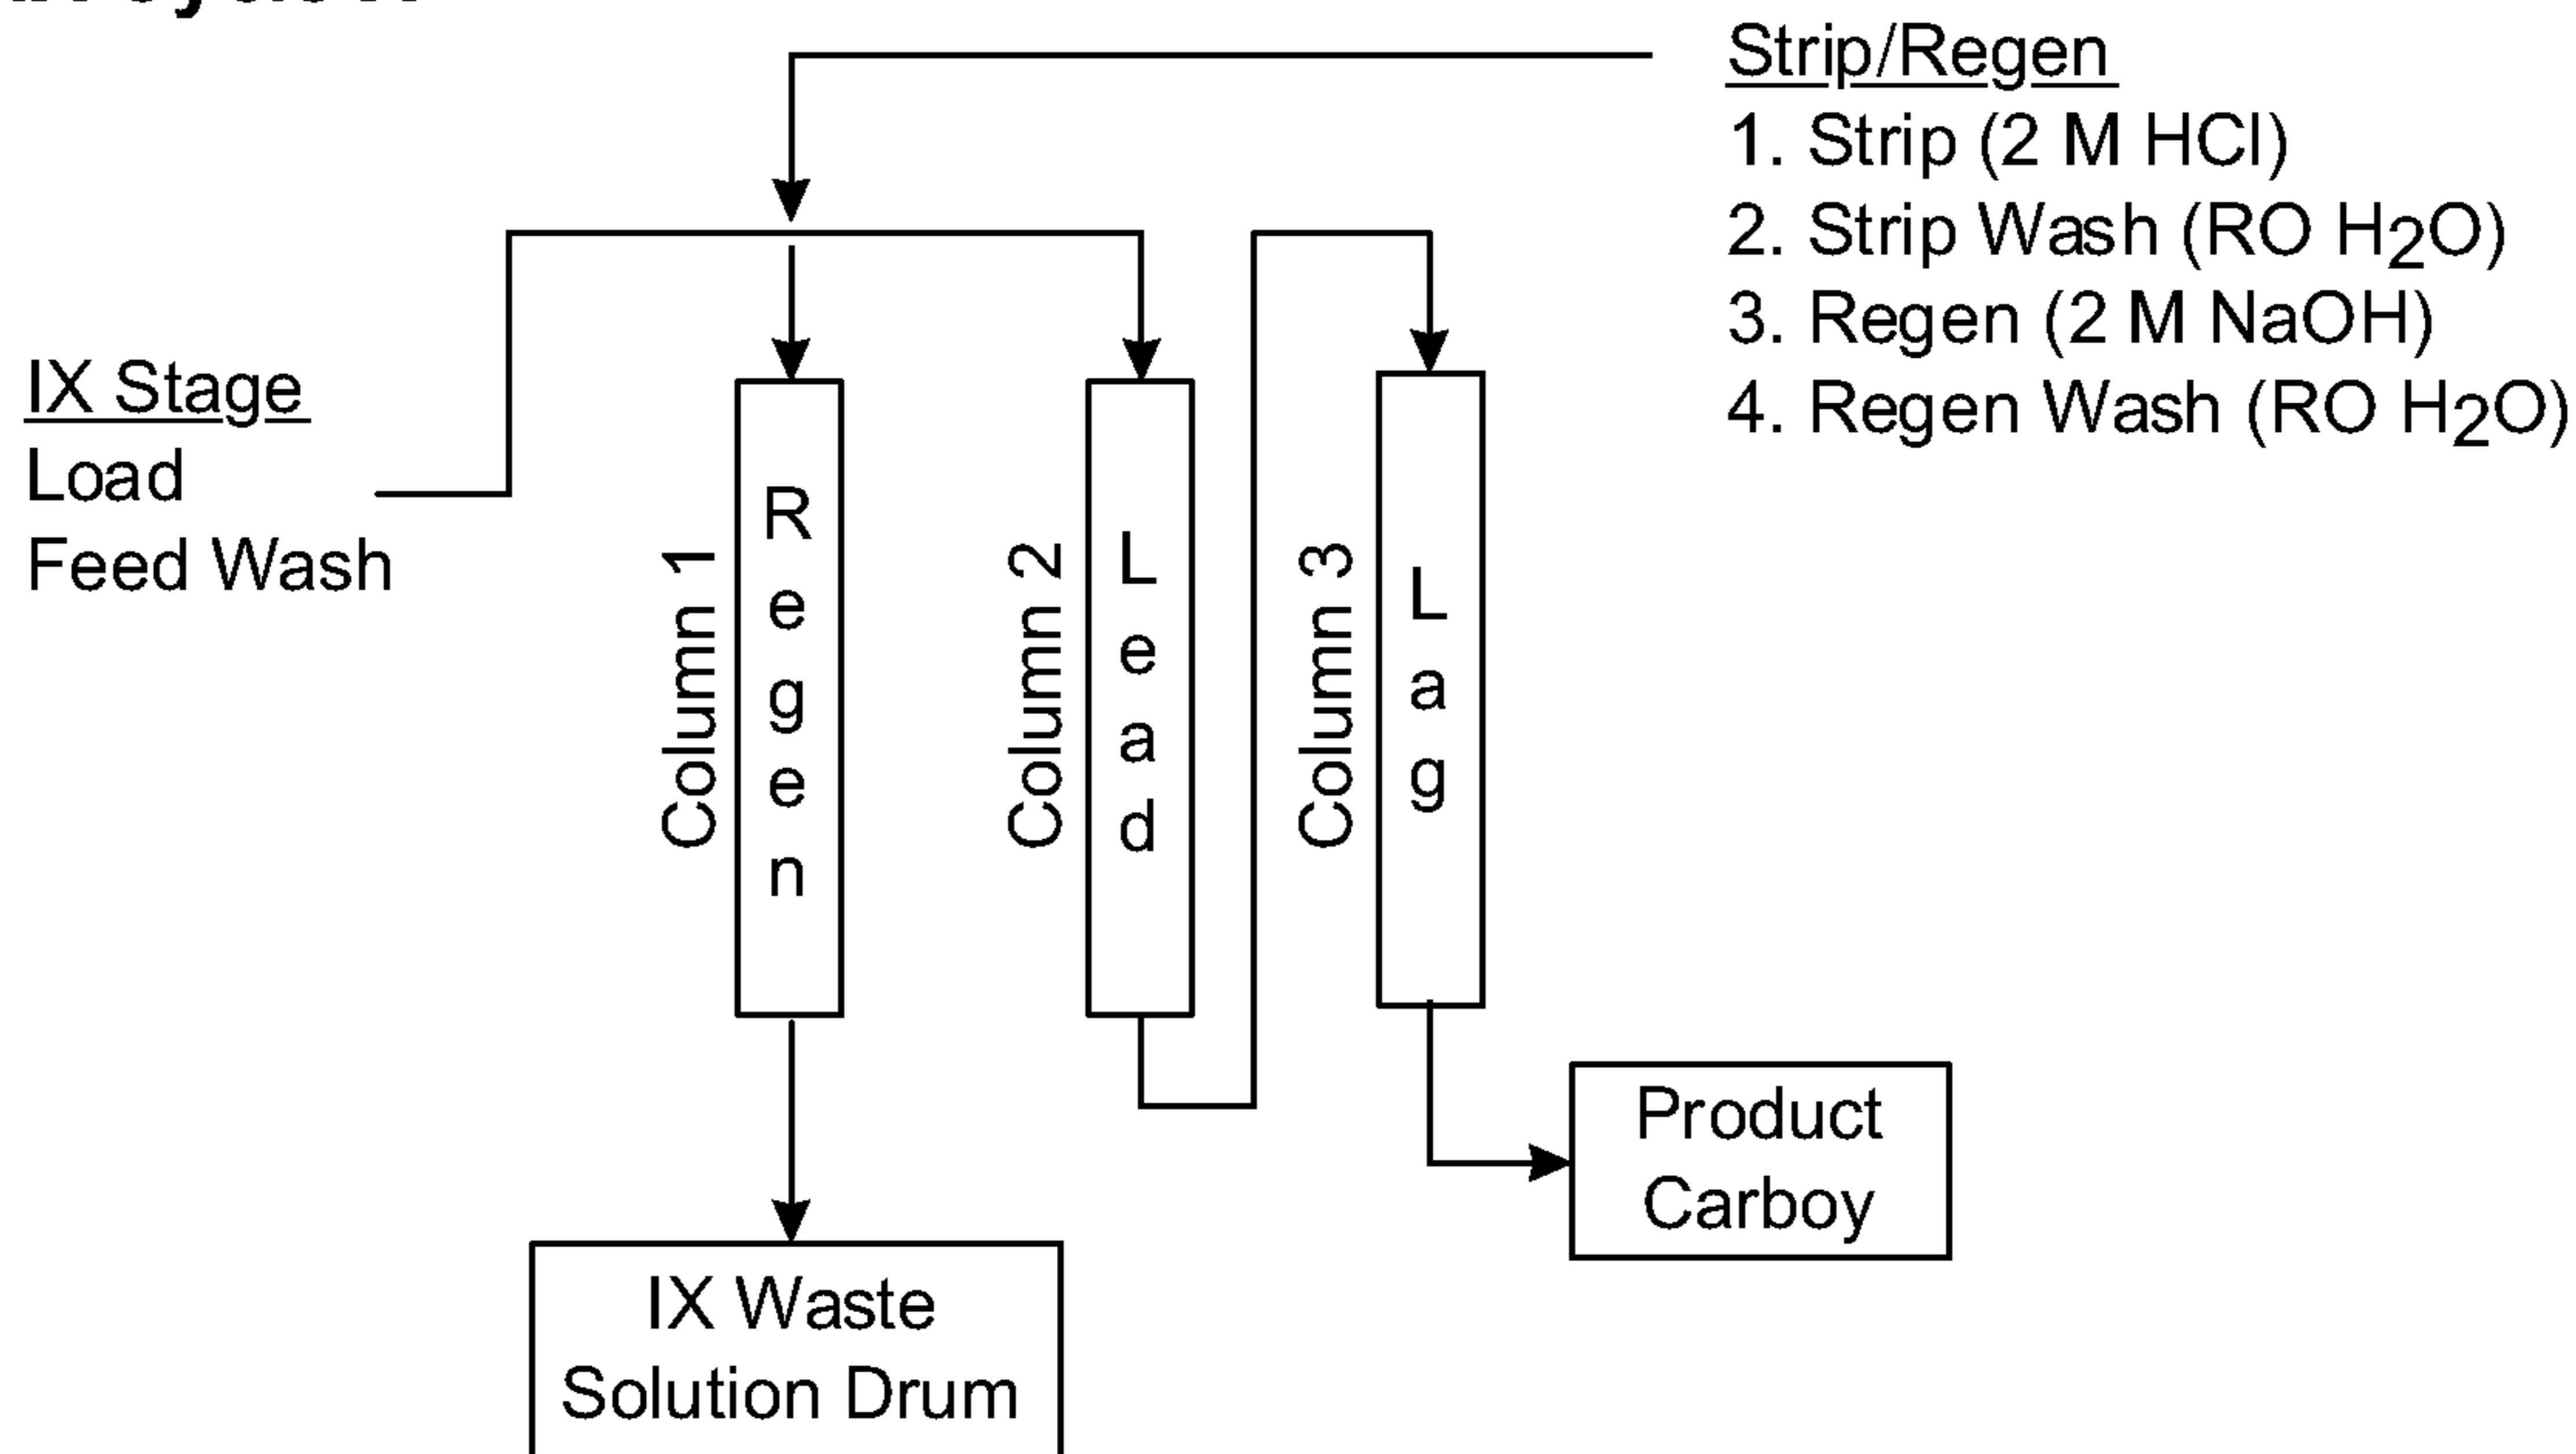 Strip/Regen
1. Strip (2 M HCl)
2. Strip Wash (RO H2O)
3. Regen (2 M NaOH)
4. Regen Wash (RO H2O)
IX Stage
Load
Feed Wash
Column 1
Regen
Column 2
Lead
Column 3
Lag
Product
Carboy
IX Waste
Solution Drum